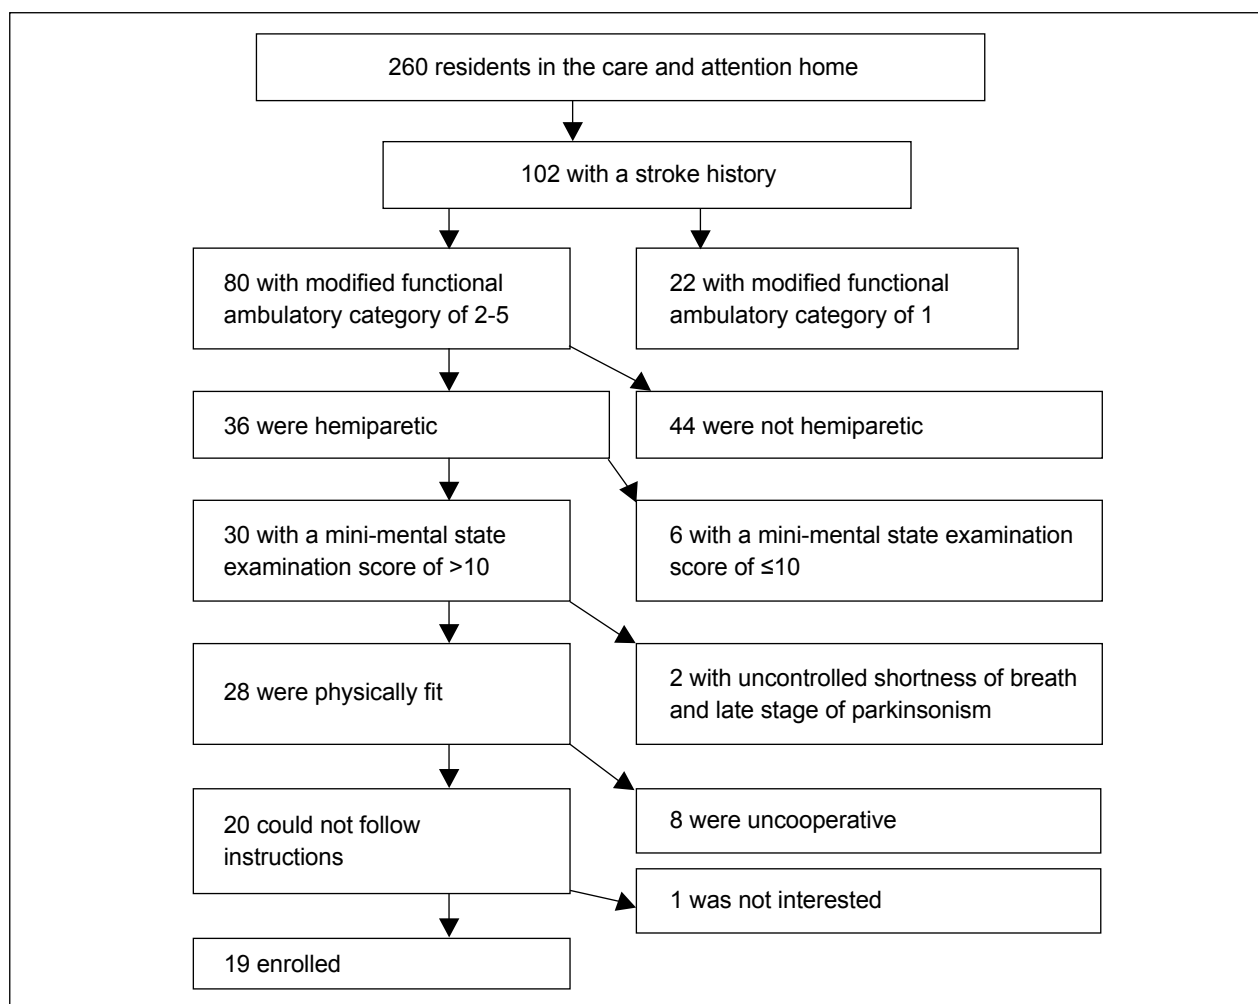 260 residents in the care and attention home
102 with a stroke history
80 with modified functional
ambulatory category of 2-5
22 with modified functional
ambulatory category of 1
36 were hemiparetic
44 were not hemiparetic
30 with a mini-mental state
examination score of >10
6 with a mini-mental state examination
score of ≤10
28 were physically fit
2 with uncontrolled shortness of breath
and late stage of parkinsonism
20 could not follow
instructions
8 were uncooperative
1 was not interested
19 enrolled